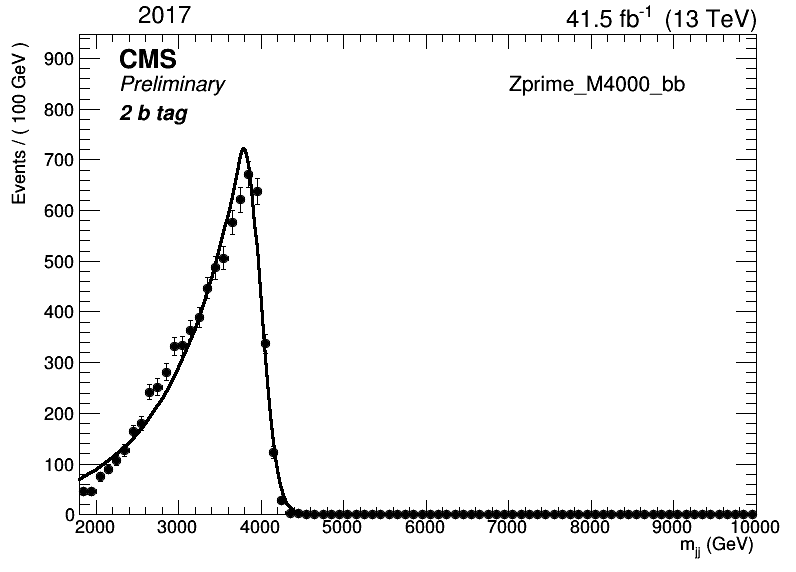 2017 41.5 fb⁻¹ (13 TeV)
CMS
Preliminary
2 b tag
Zprime_M4000_bb
Events / ( 100 GeV )
900
800
700
600
500
400
300
200
100
0
2000 3000 4000 5000 6000 7000 8000 9000 10000
m_jj (GeV)